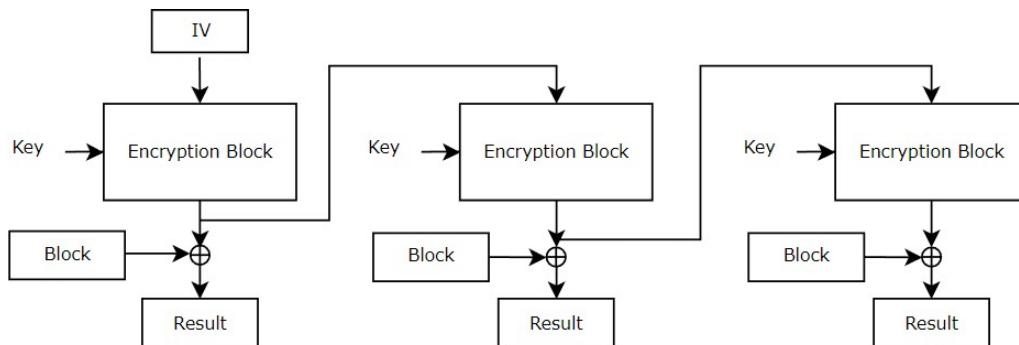 IV
Key
Encryption Block
Key
Encryption Block
Key
Encryption Block
Block
Block
Block
Result
Result
Result